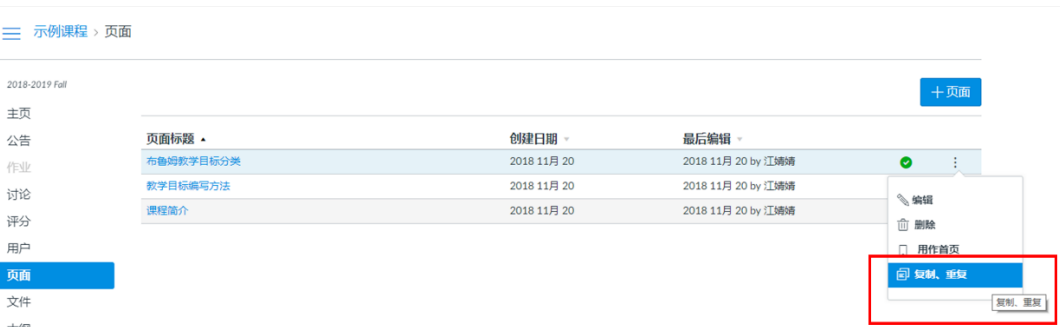 示例课程 › 页面
2018-2019 Fall
主页
公告
作业
讨论
评分
用户
页面
文件
+页面
页面标题 创建日期 最后编辑
布鲁姆教学目标分类 2018 11月 20 2018 11月 20 by 江婧婧
教学目标编写方法 2018 11月 20 2018 11月 20 by 江婧婧
课程简介 2018 11月 20 2018 11月 20 by 江婧婧
编辑
删除
用作首页
复制、重复
复制、重复